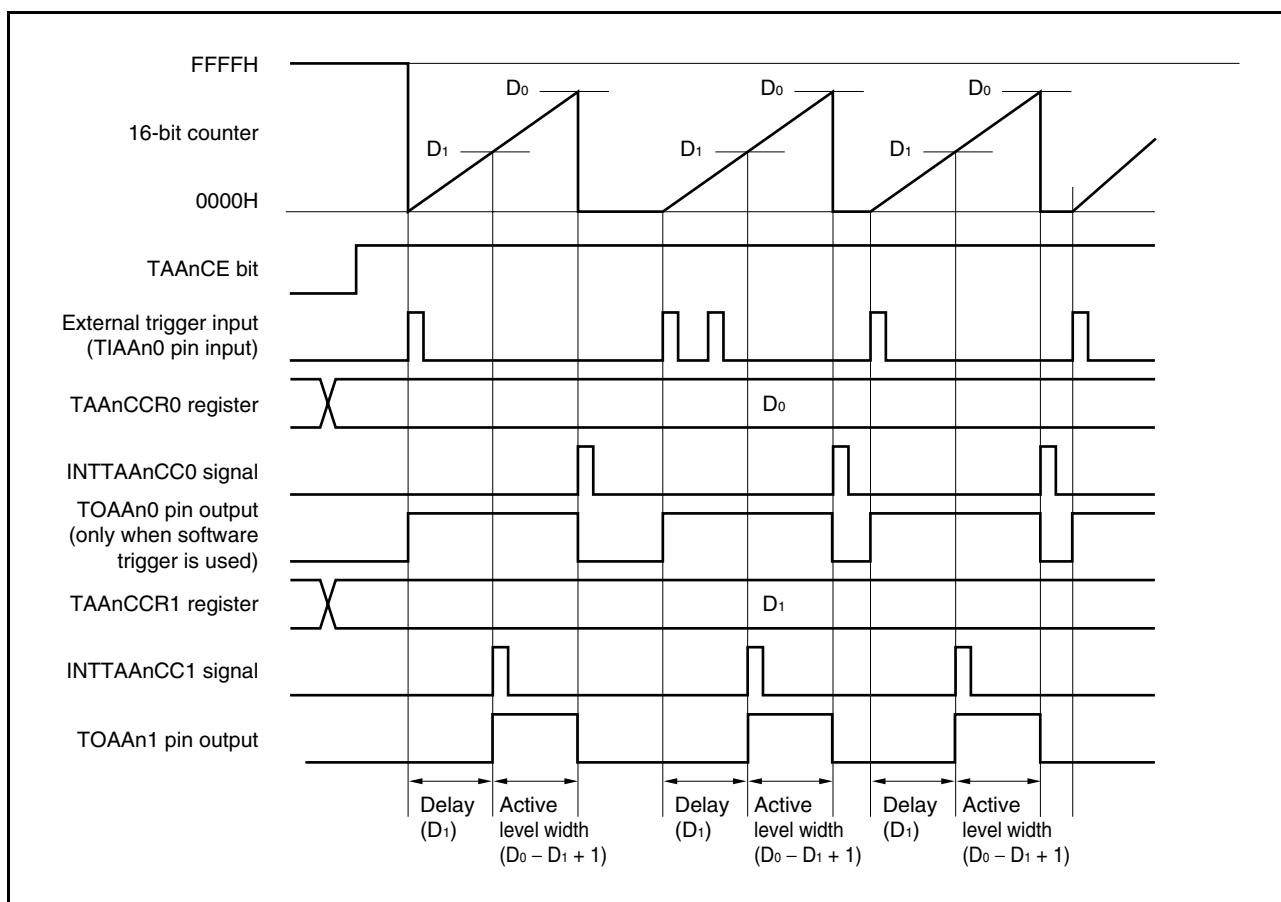 FFFFH
D0
D0
D0
16-bit counter
D1
D1
D1
0000H
TAAnCE bit
External trigger input
(TIAAn0 pin input)
TAAnCCR0 register
D0
INTTAAnCC0 signal
TOAAn0 pin output
(only when software
trigger is used)
TAAnCCR1 register
D1
INTTAAnCC1 signal
TOAAn1 pin output
Delay
(D1)
Active
level width
(D0 – D1 + 1)
Delay
(D1)
Active
level width
(D0 – D1 + 1)
Delay
(D1)
Active
level width
(D0 – D1 + 1)